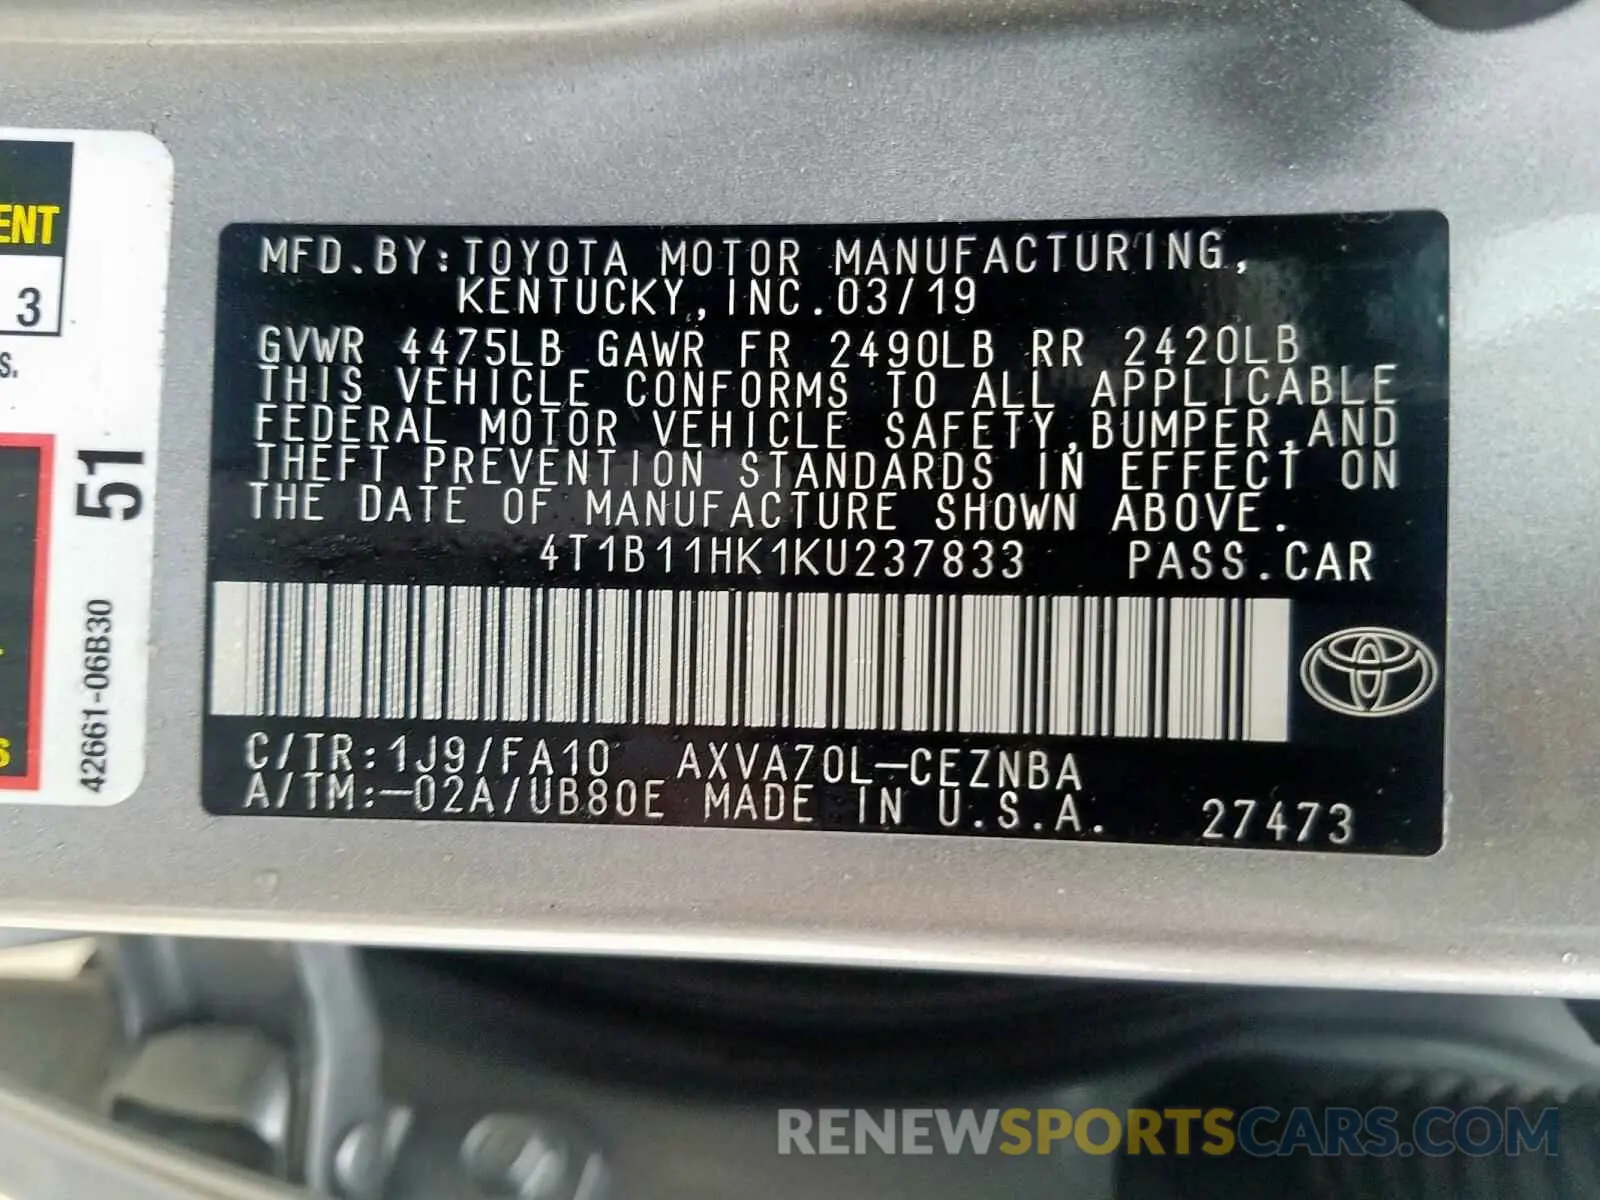 MFD.BY:TOYOTA MOTOR MANUFACTURING,
KENTUCKY,INC.03/19
GVWR 4475LB GAWR FR 2490LB RR 2420LB
THIS VEHICLE CONFORMS TO ALL APPLICABLE
FEDERAL MOTOR VEHICLE SAFETY,BUMPER,AND
THEFT PREVENTION STANDARDS IN EFFECT ON
THE DATE OF MANUFACTURE SHOWN ABOVE.
4T1B11HK1KU237833 PASS.CAR
C/TR:1J9/FA10 AXVA70L-CEZNBA
A/TM:-02A/UB80E MADE IN U.S.A. 27473
ENT
3
s.
51
42661-06B30
S
RENEWSPORTSCARS.COM